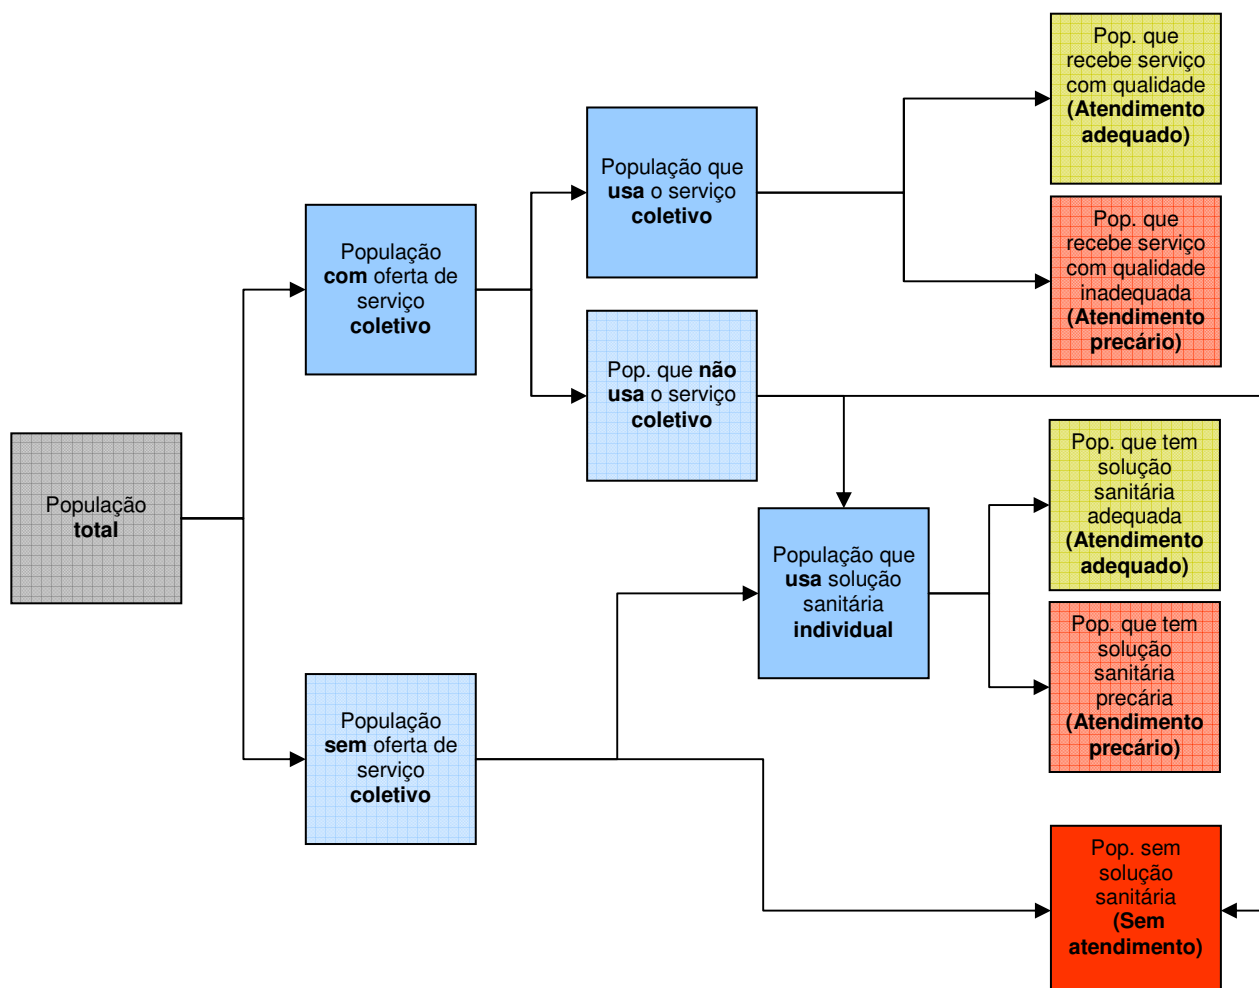 População
total
População
com oferta de
serviço
coletivo
População
sem oferta de
serviço
coletivo
População que
usa o serviço
coletivo
Pop. que não
usa o serviço
coletivo
População que
usa solução
sanitária
individual
Pop. que
recebe serviço
com qualidade
(Atendimento
adequado)
Pop. que
recebe serviço
com qualidade
inadequada
(Atendimento
precário)
Pop. que tem
solução
sanitária
adequada
(Atendimento
adequado)
Pop. que tem
solução
sanitária
precária
(Atendimento
precário)
Pop. sem
solução
sanitária
(Sem
atendimento)